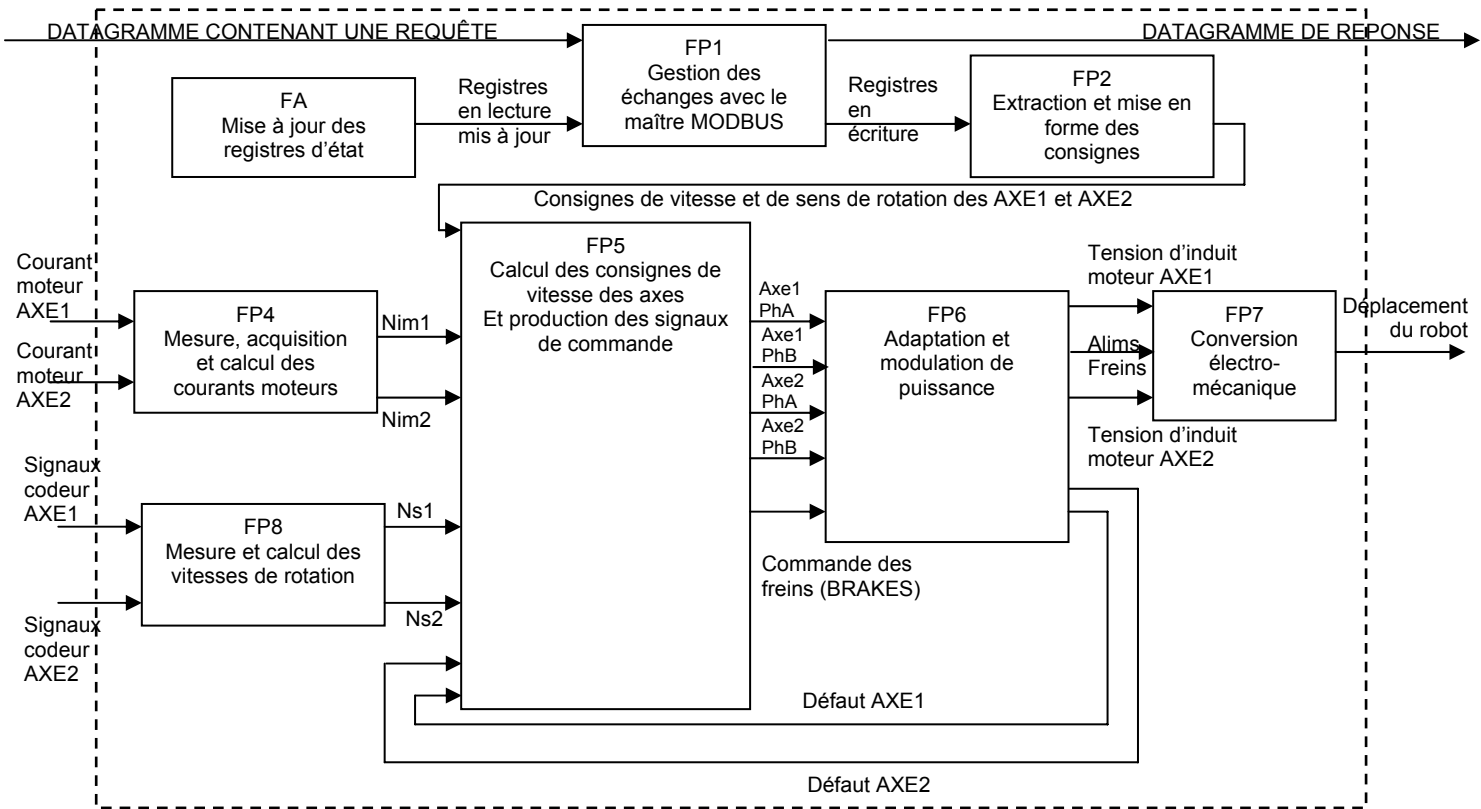 DATAGRAMME CONTENANT UNE REQUÊTE
DATAGRAMME DE REPONSE
FP1
Gestion des
échanges avec le
maître MODBUS
FA
Mise à jour des
registres d'état
Registres
en lecture
mis à jour
Registres
en
écriture
FP2
Extraction et mise en
forme des
consignes
Consignes de vitesse et de sens de rotation des AXE1 et AXE2
Courant
moteur
AXE1
Courant
moteur
AXE2
FP4
Mesure, acquisition
et calcul des
courants moteurs
Nim1
Nim2
FP5
Calcul des consignes de
vitesse des axes
Et production des signaux
de commande
Axe1
PhA
Axe1
PhB
Axe2
PhA
Axe2
PhB
FP6
Adaptation et
modulation de
puissance
Tension d'induit
moteur AXE1
Alims
Freins
Tension d'induit
moteur AXE2
FP7
Conversion
électro-
mécanique
Déplacement
du robot
Signaux
codeur
AXE1
Signaux
codeur
AXE2
FP8
Mesure et calcul des
vitesses de rotation
Ns1
Ns2
Commande des
freins (BRAKES)
Défaut AXE1
Défaut AXE2